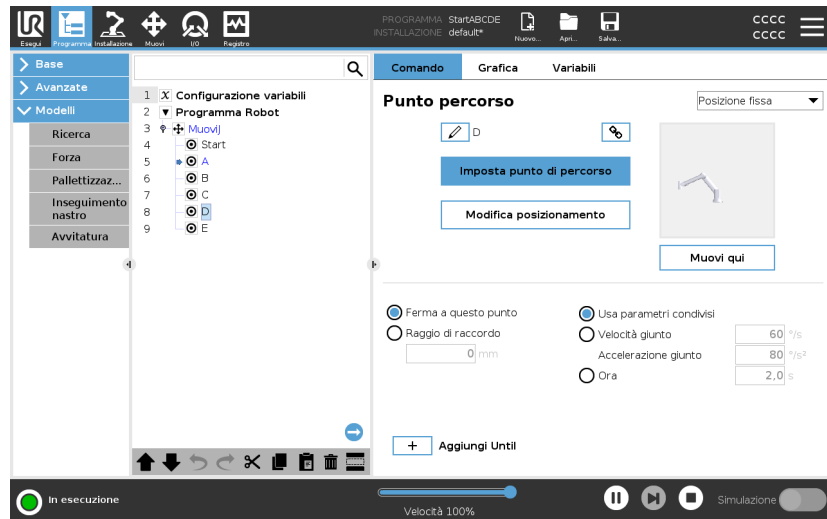 UR
PROGRAMMA StartABCDE
INSTALLAZIONE default*
Nuovo... Apri... Salva...
CCCC
CCCC
Esegui Programma Installazione Muovi I/O Registro
Base
Avanzate
Modelli
Ricerca
Forza
Pallettizzaz...
Inseguimento
nastro
Avvitatura
1 X Configurazione variabili
2 Programma Robot
3 MuoviJ
4 Start
5 A
6 B
7 C
8 D
9 E
Comando Grafica Variabili
Punto percorso
Posizione fissa
D
Imposta punto di percorso
Modifica posizionamento
Muovi qui
Ferma a questo punto
Raggio di raccordo
0 mm
Usa parametri condivisi
Velocità giunto 60 °/s
Accelerazione giunto 80 °/s²
Ora 2,0 s
+ Aggiungi Until
In esecuzione
Velocità 100%
Simulazione